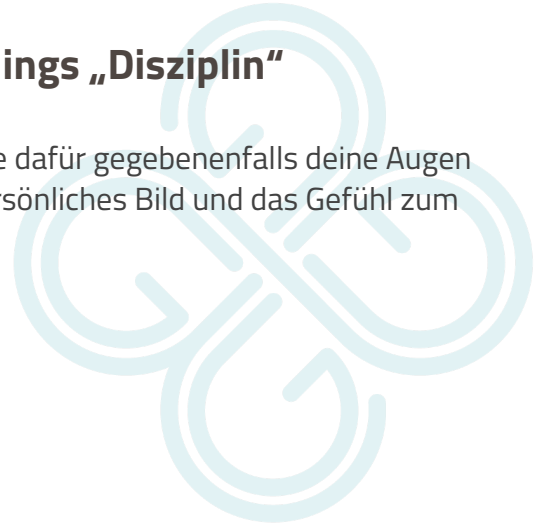 ings „Disziplin“
e dafür gegebenenfalls deine Augen
rsönliches Bild und das Gefühl zum